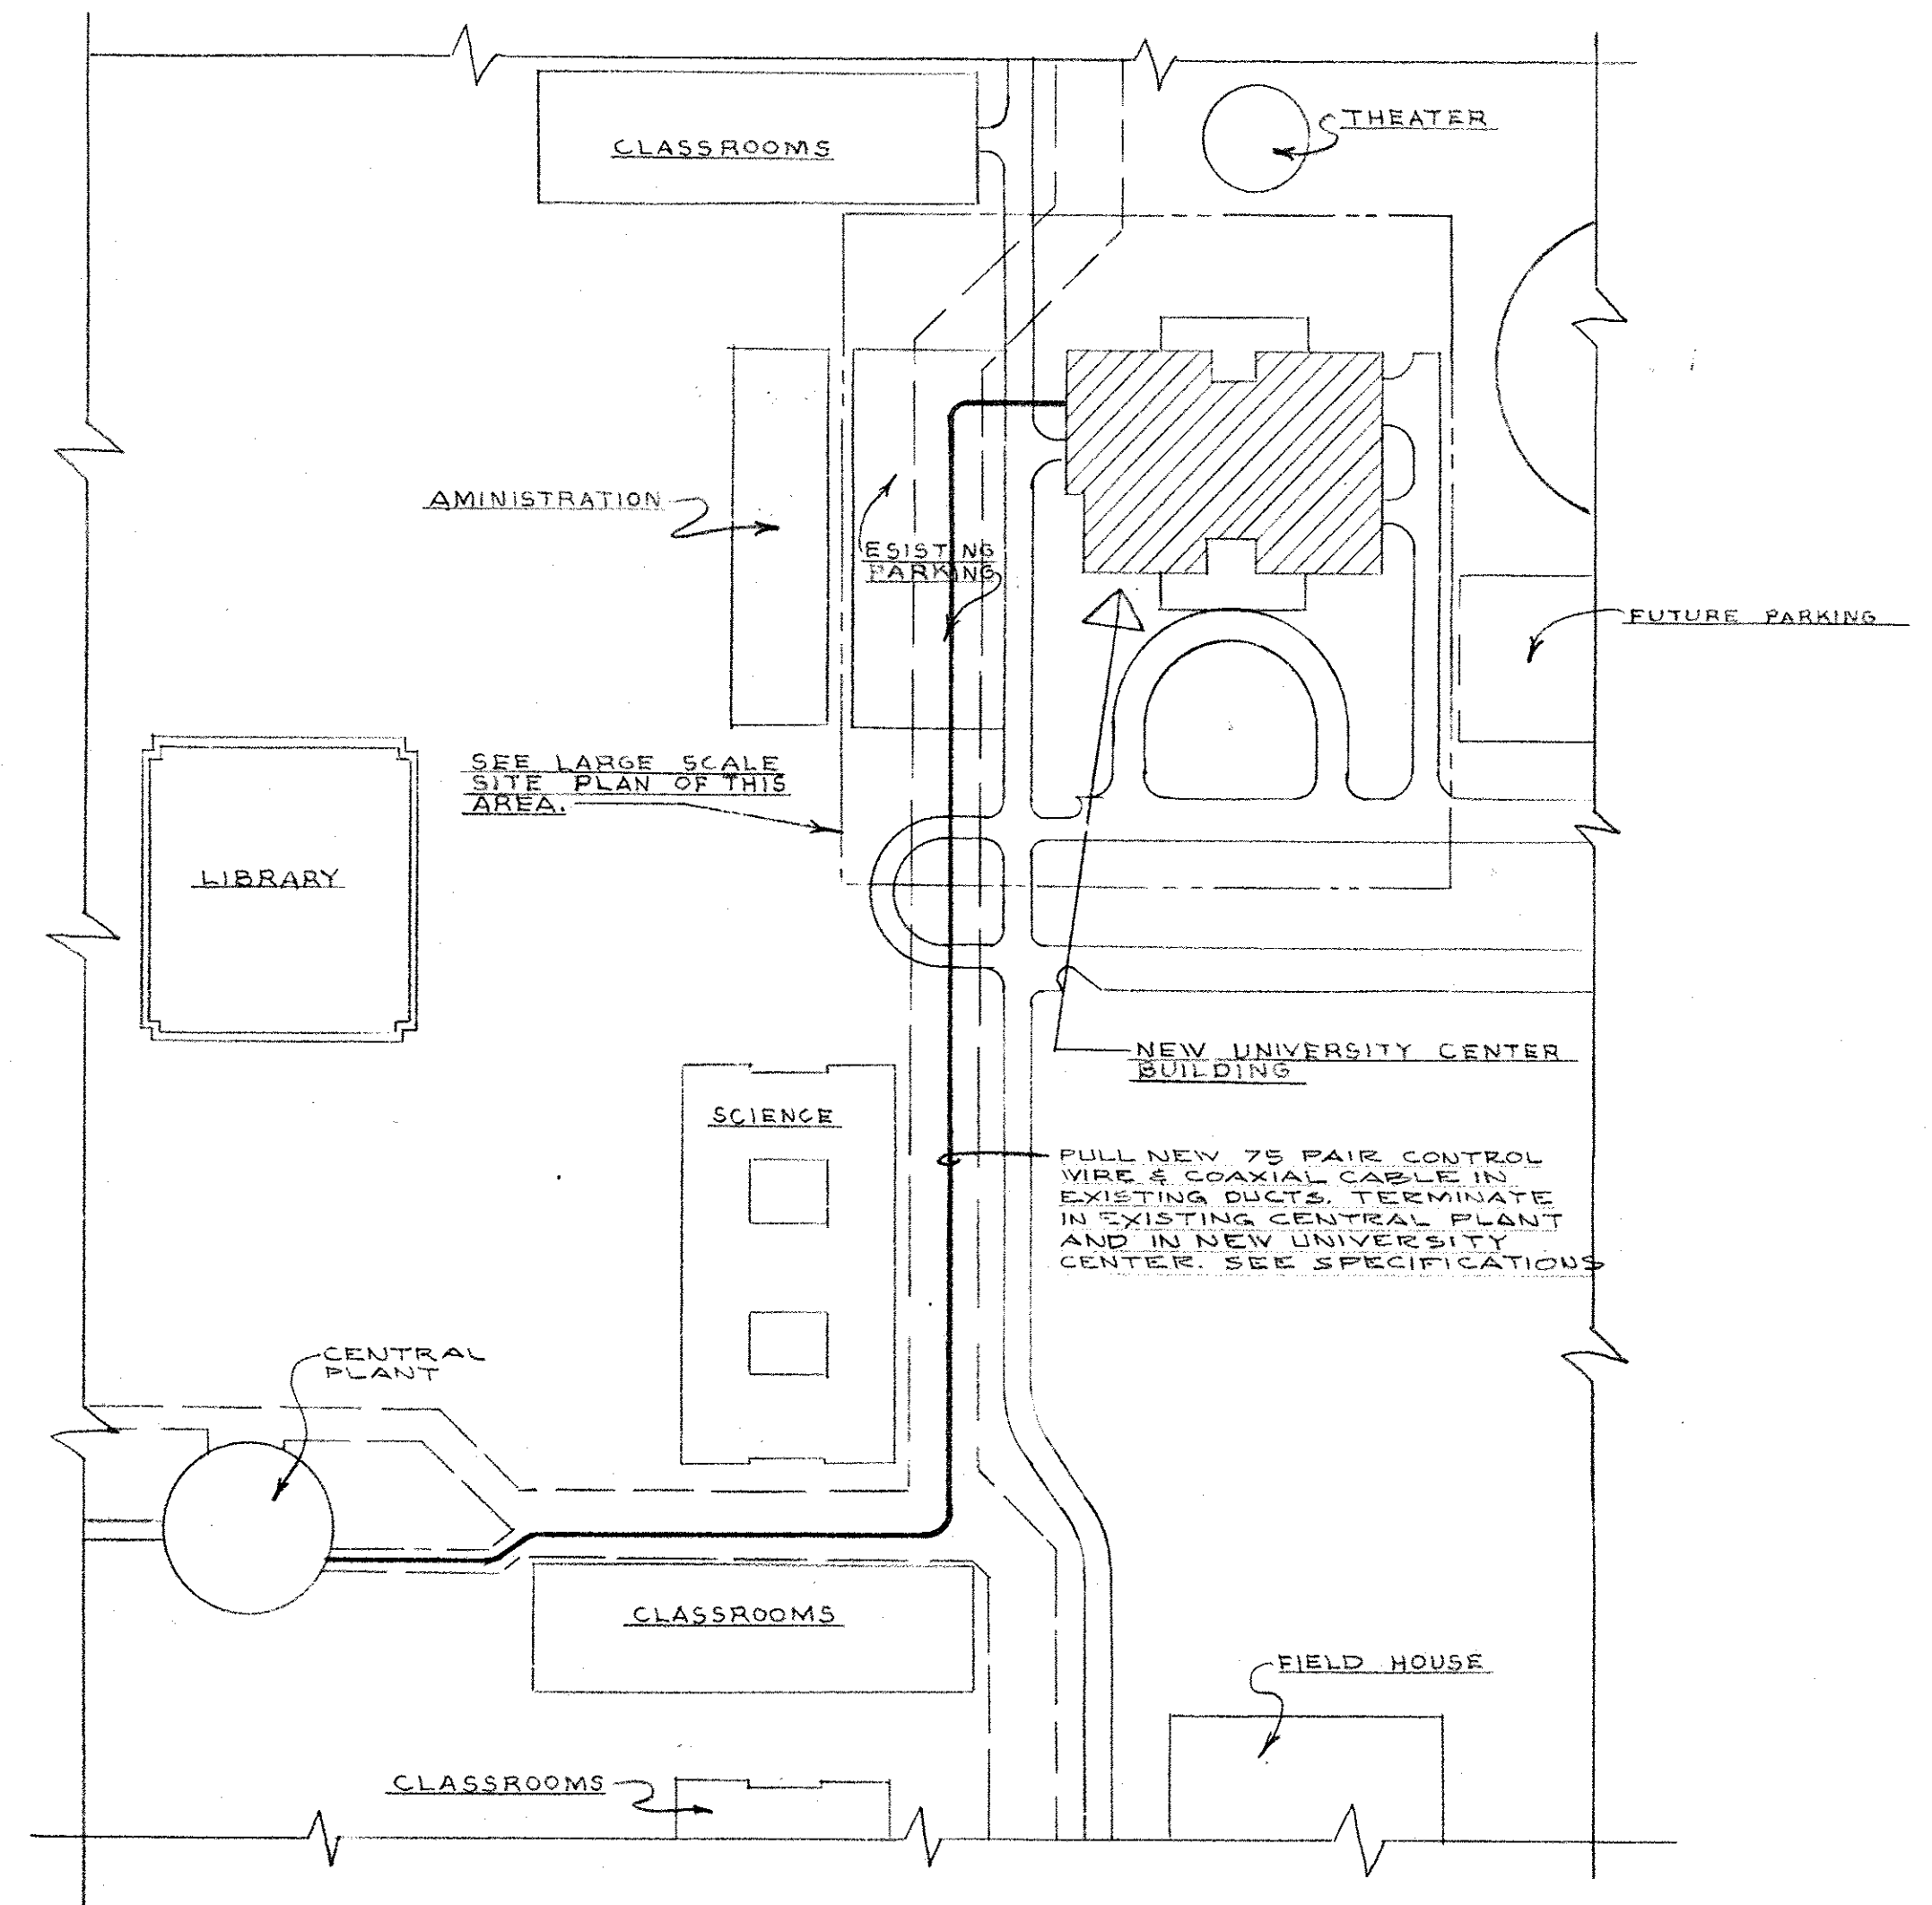 THEATER
CLASSROOMS
AMINISTRATION
ESISTING
PARKING
FUTURE PARKING
SEE LARGE SCALE
SITE PLAN OF THIS
AREA.
LIBRARY
NEW UNIVERSITY CENTER
BUILDING
SCIENCE
PULL NEW 75 PAIR CONTROL
WIRE & COAXIAL CABLE IN
EXISTING DUCTS. TERMINATE
IN EXISTING CENTRAL PLANT
AND IN NEW UNIVERSITY
CENTER. SEE SPECIFICATIONS
CENTRAL
PLANT
CLASSROOMS
FIELD HOUSE
CLASSROOMS